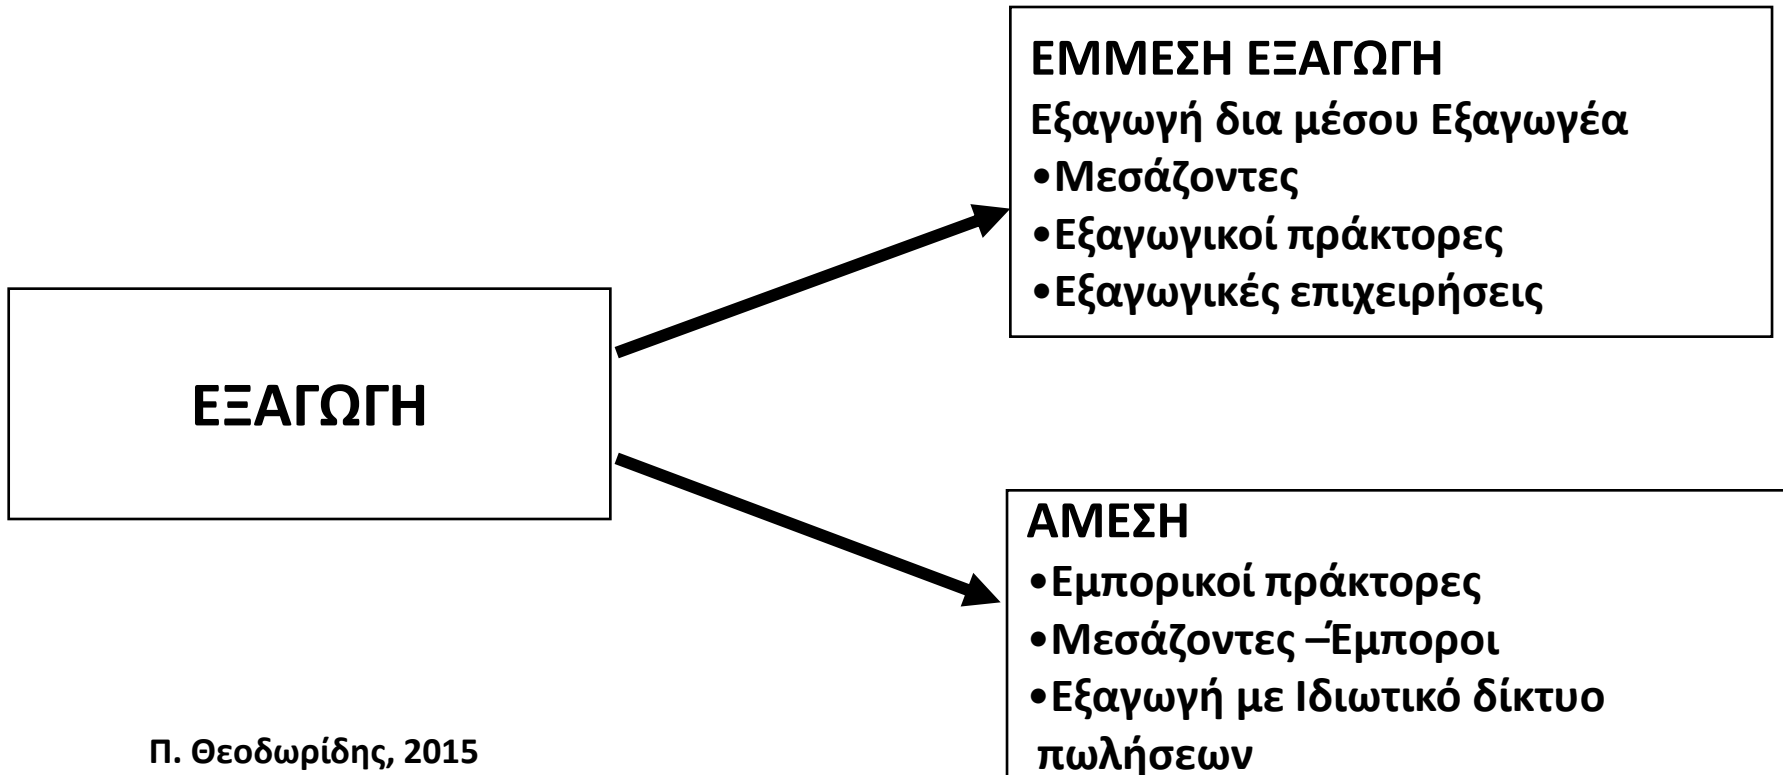 ΕΜΜΕΣΗ ΕΞΑΓΩΓΗ
Εξαγωγή δια μέσου Εξαγωγέα
•Μεσάζοντες
•Εξαγωγικοί πράκτορες
•Εξαγωγικές επιχειρήσεις
ΕΞΑΓΩΓΗ
ΑΜΕΣΗ
•Εμπορικοί πράκτορες
•Μεσάζοντες –Έμποροι
•Εξαγωγή με Ιδιωτικό δίκτυο
πωλήσεων
Π. Θεοδωρίδης, 2015